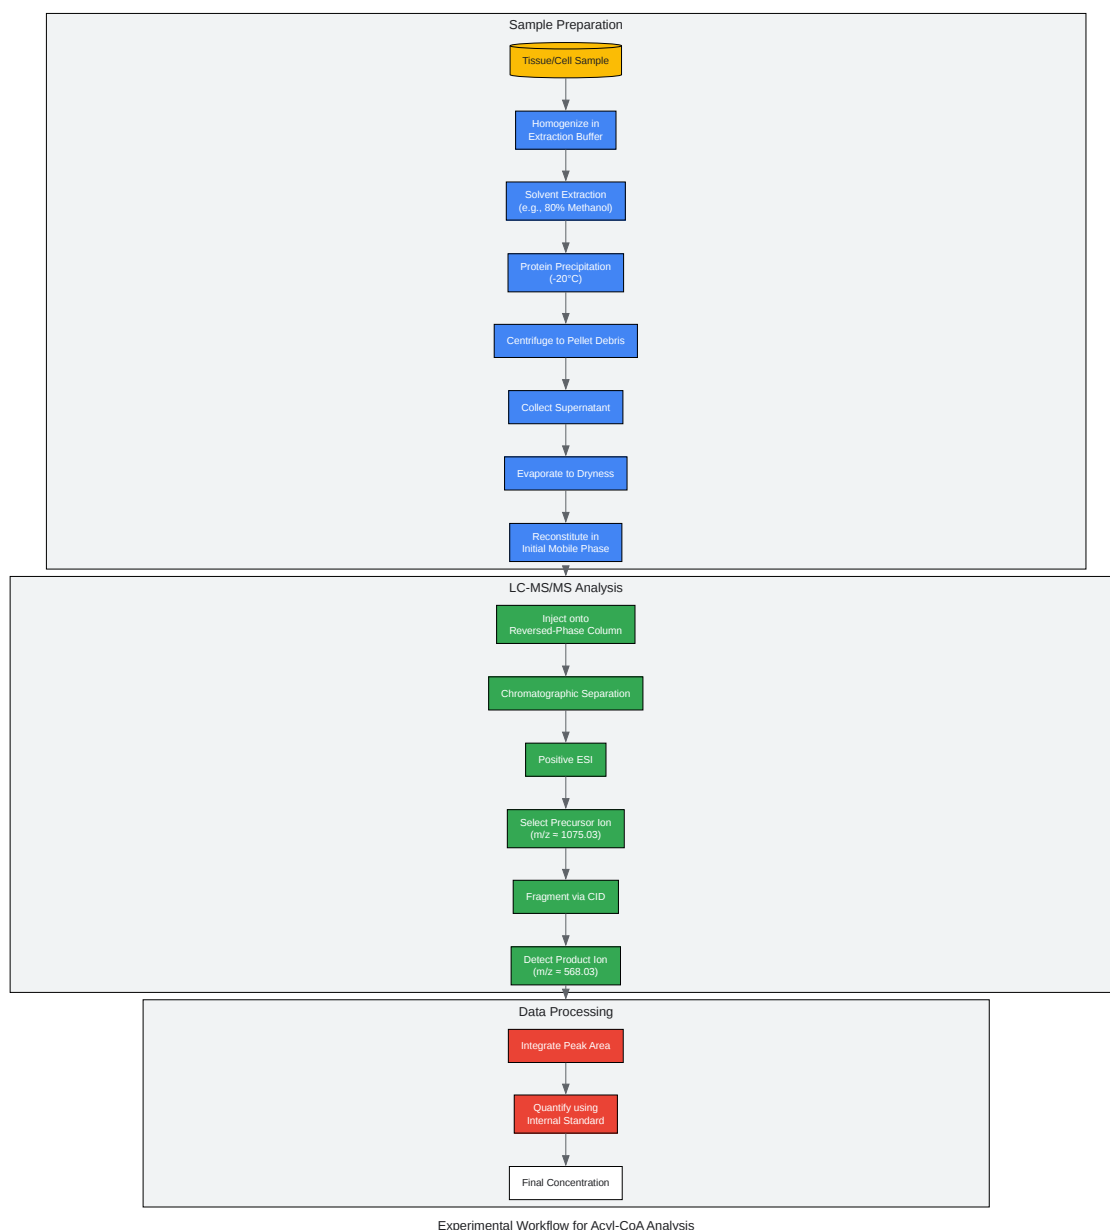 Sample Preparation
Tissue/Cell Sample
Homogenize in
Extraction Buffer
Solvent Extraction
(e.g., 80% Methanol)
Protein Precipitation
(-20°C)
Centrifuge to Pellet Debris
Collect Supernatant
Evaporate to Dryness
Reconstitute in
Initial Mobile Phase
LC-MS/MS Analysis
Inject onto
Reversed-Phase Column
Chromatographic Separation
Positive ESI
Select Precursor Ion
(m/z ≈ 1075.03)
Fragment via CID
Detect Product Ion
(m/z ≈ 568.03)
Data Processing
Integrate Peak Area
Quantify using
Internal Standard
Final Concentration
Experimental Workflow for Acyl-CoA Analysis